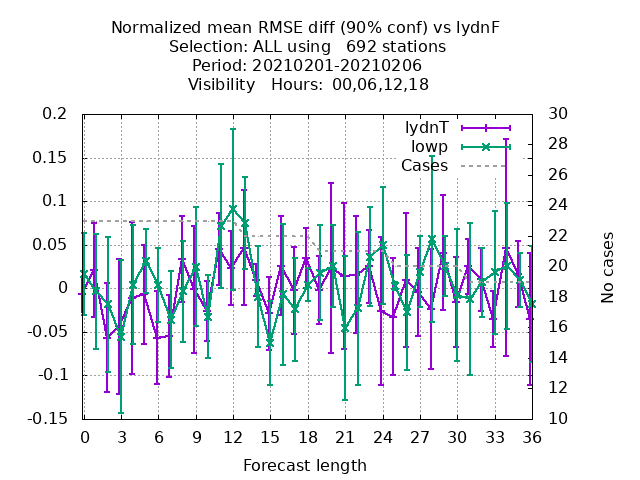 Normalized mean RMSE diff (90% conf) vs lydnF
Selection: ALL using   692 stations
Period: 20210201-20210206
Visibility   Hours:  00,06,12,18
lydnT
lowp
Cases
0.2
0.15
0.1
0.05
0
-0.05
-0.1
-0.15
30
28
26
24
22
20
18
16
14
12
10
No cases
0 3 6 9 12 15 18 21 24 27 30 33 36
Forecast length